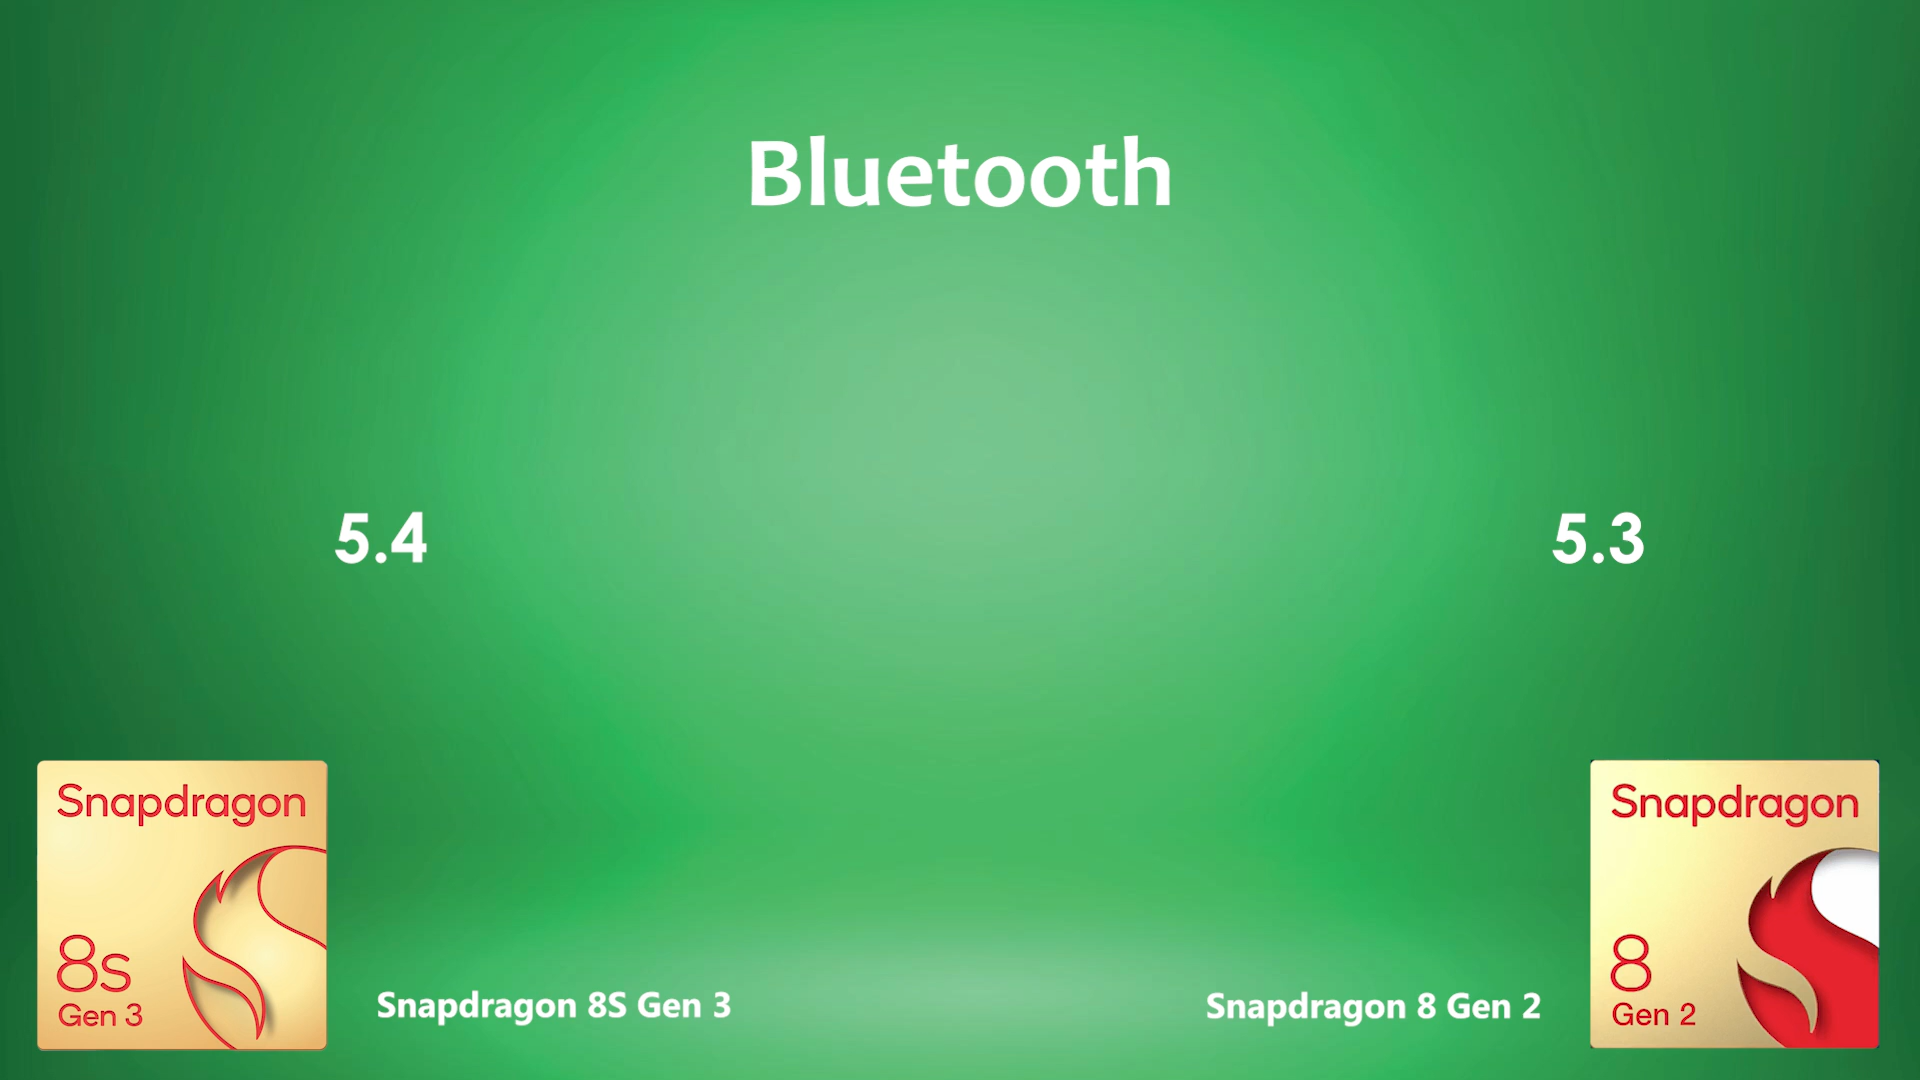 Bluetooth
5.4
5.3
Snapdragon
8s
Gen 3
Snapdragon 8S Gen 3
Snapdragon 8 Gen 2
Snapdragon
8
Gen 2